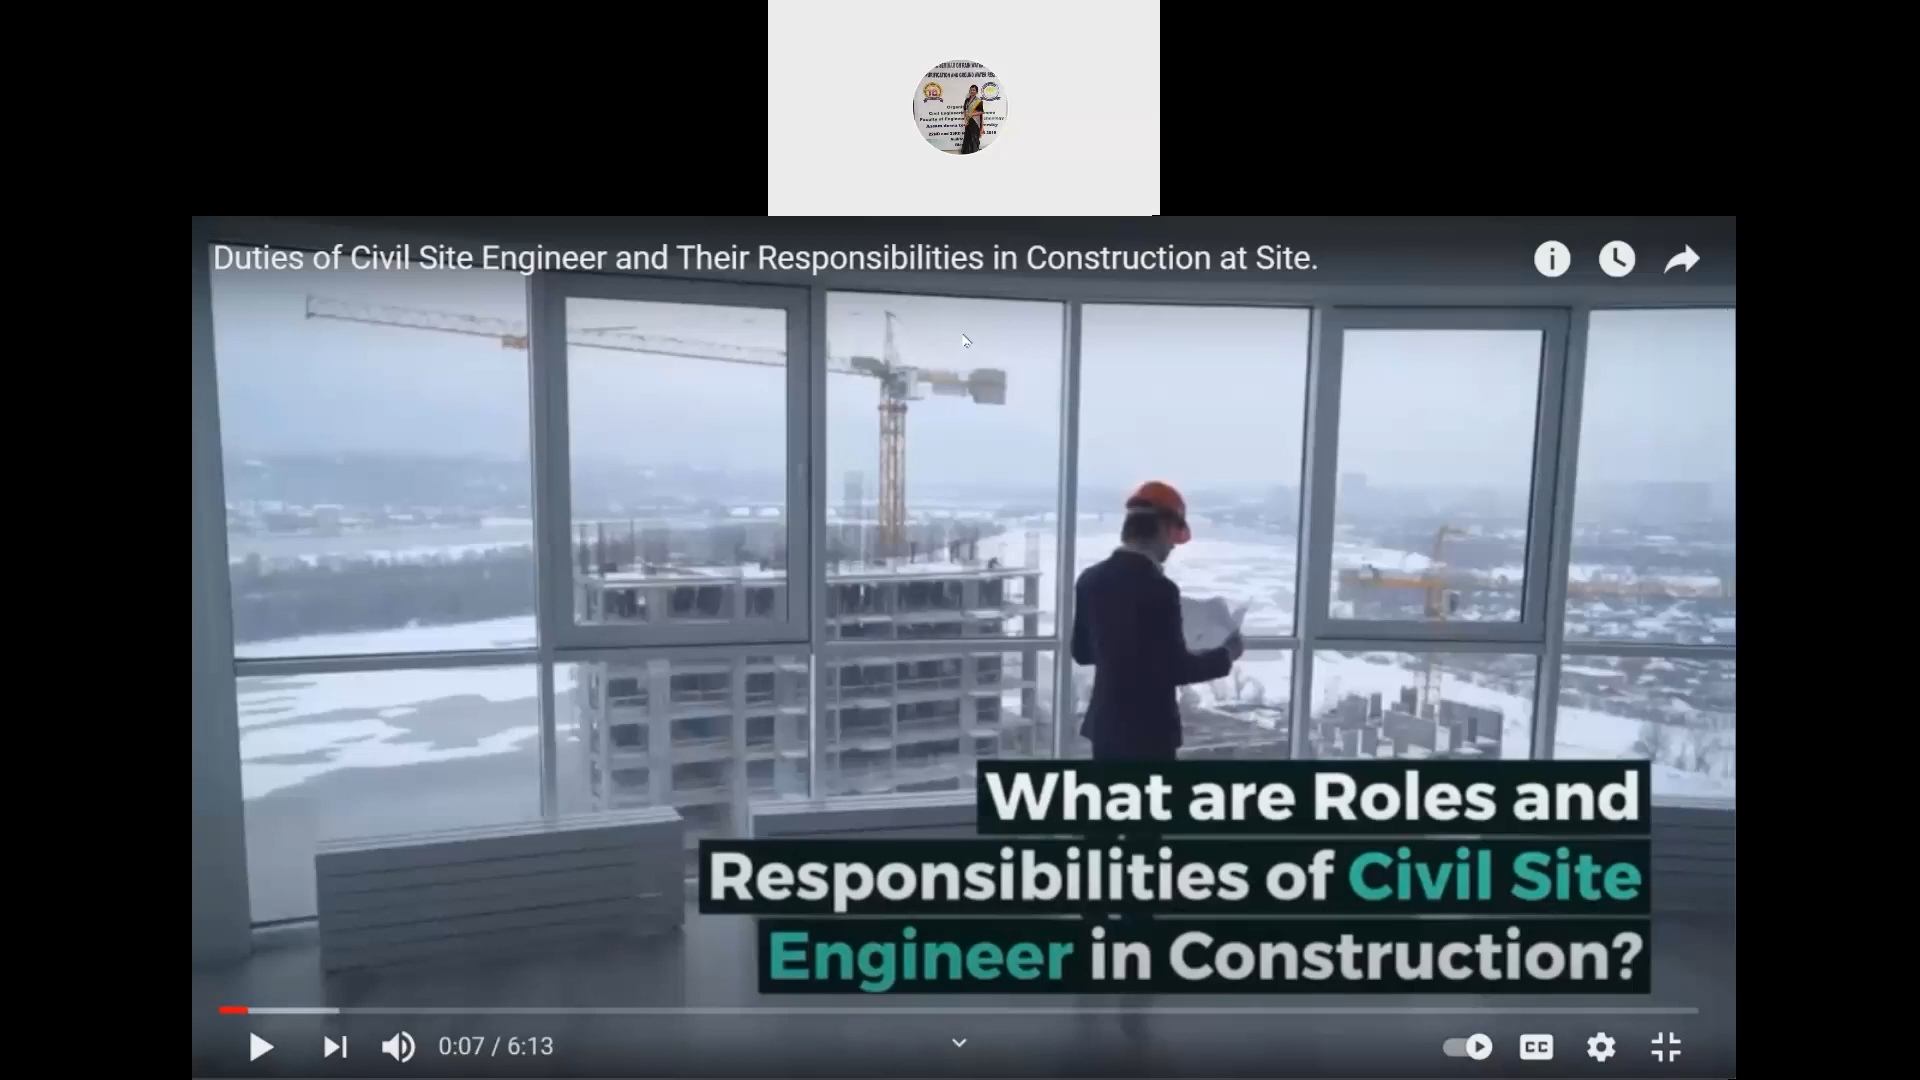 Duties of Civil Site Engineer and Their Responsibilities in Construction at Site.
What are Roles and
Responsibilities of Civil Site
Engineer in Construction?
0:07 / 6:13
CC